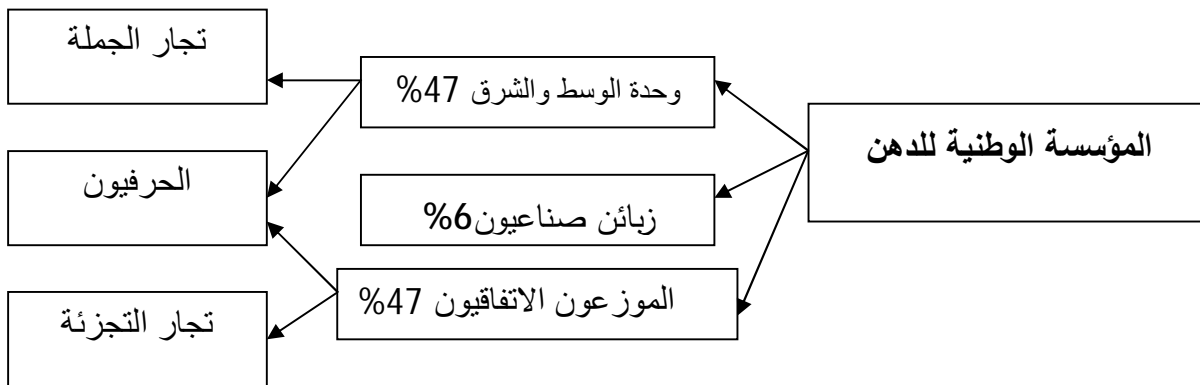 المؤسسة الوطنية للدهن
وحدة الوسط والشرق 47%
زبائن صناعيون6%
الموزعون الاتفاقيون 47%
تجار الجملة
الحرفيون
تجار التجزئة